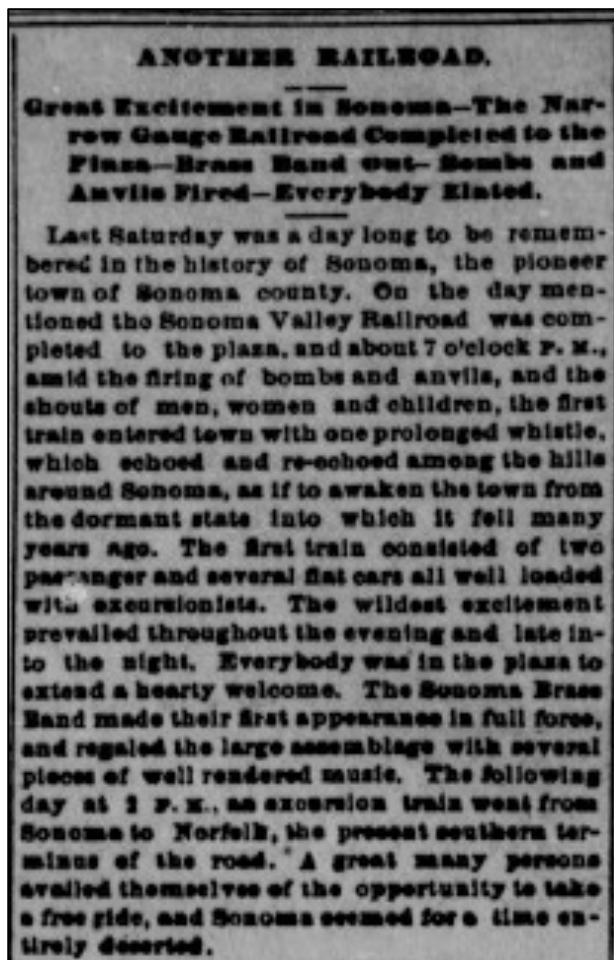 ANOTHER RAILROAD.
Great Excitement in Sonoma—The Nar-
row Gauge Railroad Completed to the
Plaza—Brass Band Out—Bombs and
Anvils Fired—Everybody Elated.
Last Saturday was a day long to be remem-
bered in the history of Sonoma, the pioneer
town of Sonoma county. On the day men-
tioned the Sonoma Valley Railroad was com-
pleted to the plaza, and about 7 o'clock P. M.,
amid the firing of bombs and anvils, and the
shouts of men, women and children, the first
train entered town with one prolonged whistle,
which echoed and re-echoed among the hills
around Sonoma, as if to awaken the town from
the dormant state into which it fell many
years ago. The first train consisted of two
passenger and several flat cars all well loaded
with excursionists. The wildest excitement
prevailed throughout the evening and late in-
to the night. Everybody was in the plaza to
extend a hearty welcome. The Sonoma Brass
Band made their first appearance in full force,
and regaled the large assemblage with several
pieces of well rendered music. The following
day at P. M., an excursion train went from
Sonoma to Norfolk, the present southern ter-
minus of the road. A great many persons
availed themselves of the opportunity to take
a free ride, and Sonoma seemed for a time en-
tirely deserted.